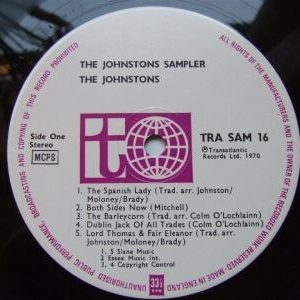 ALL RIGHTS OF THE MANUFACTURERS AND THE OWNER OF THE RECORDED WORK RESERVED. MADE IN ENGLAND. UNAUTHORISED PUBLIC PERFORMANCE, BROADCASTING AND COPYING OF THIS RECORD PROHIBITED
THE JOHNSTONS SAMPLER
THE JOHNSTONS
it
Side One
Stereo
MCPS
TRA SAM 16
℗ Transatlantic
Records Ltd. 1970
1. The Spanish Lady (Trad. arr. Johnston/
Moloney/Brady)
2. Both Sides Now (Mitchell)
3. The Barleycorn (Trad. arr. Colm O'Lochlainn)
4. Dublin Jack Of All Trades ( Colm O'Lochlainn)
5. Lord Thomas & Fair Eleanor (Trad. arr.
Johnston/Moloney/Brady)
1, 5 Slane Music
2 Essex Music Int.
3, 4 Copyright Control
33⅓